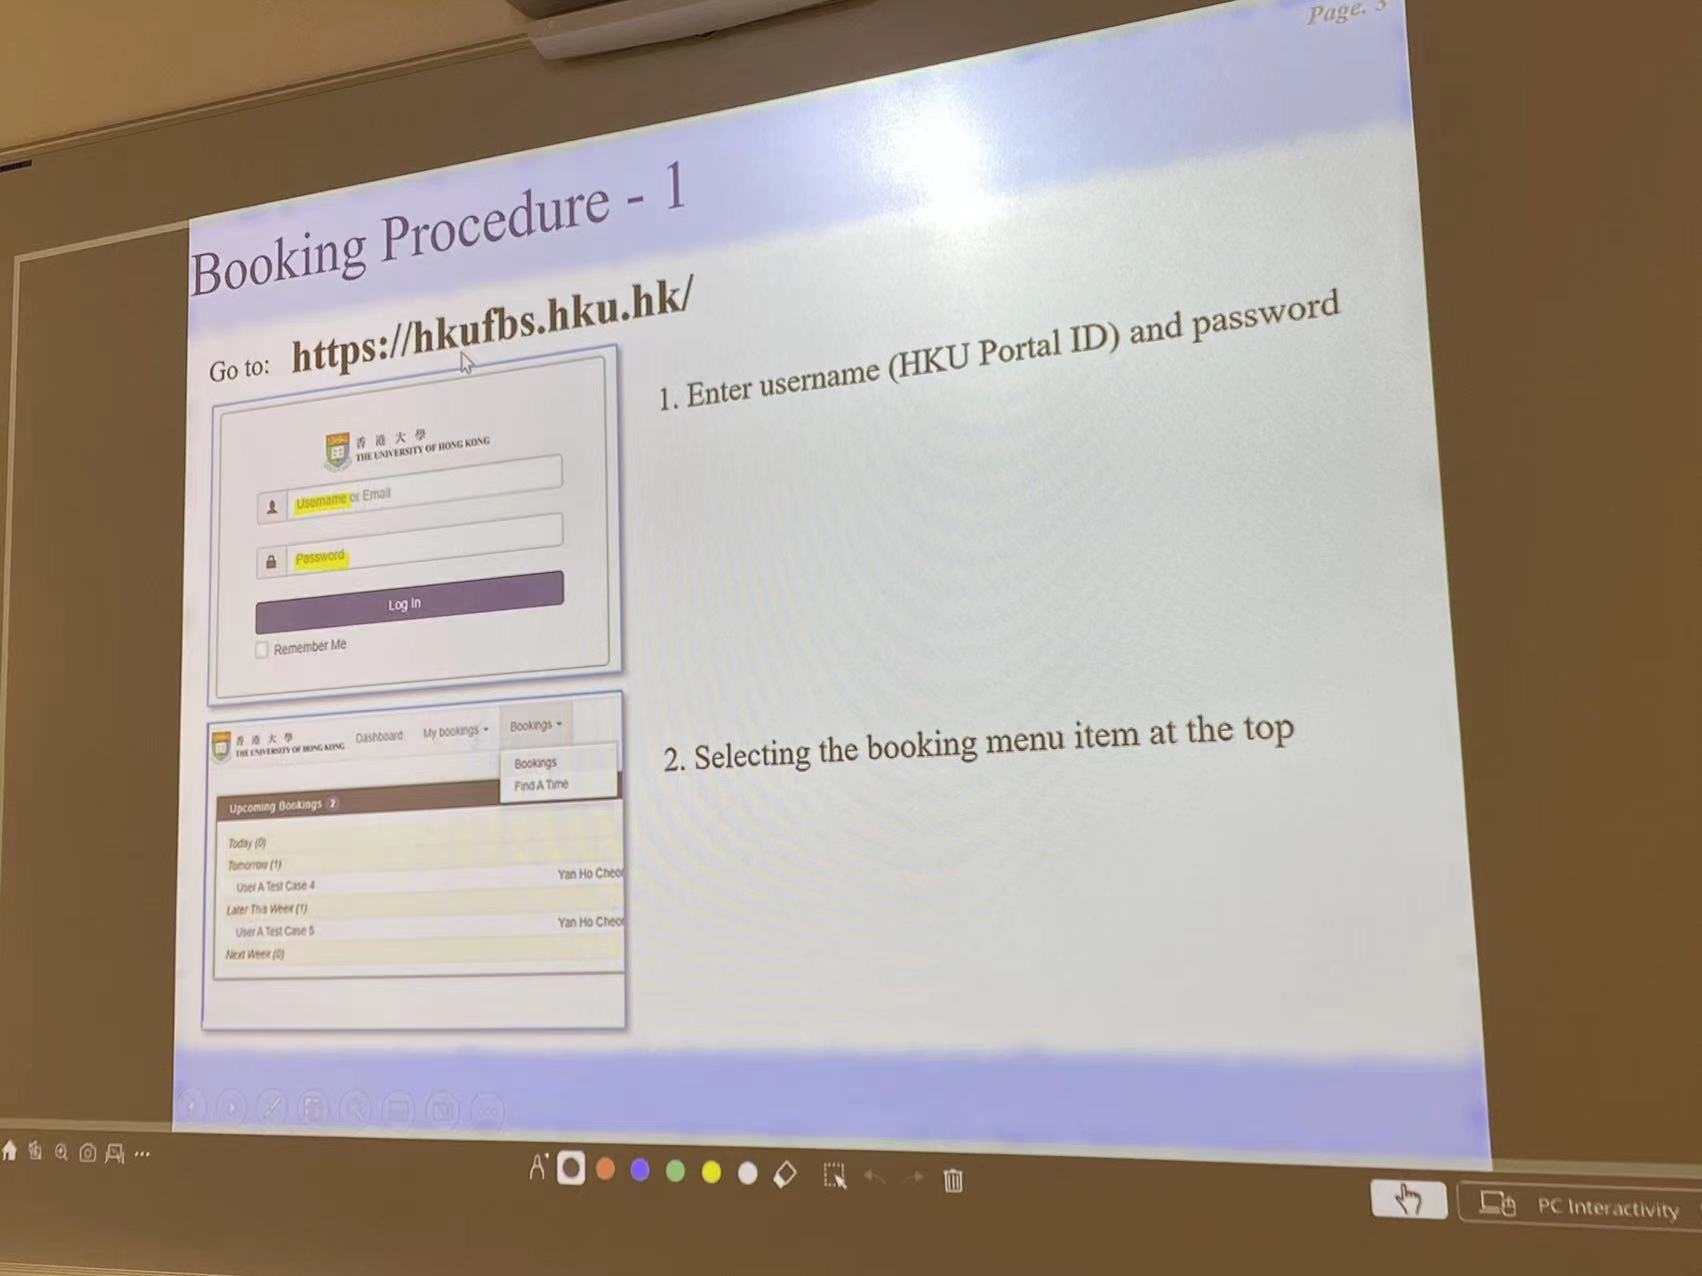 Page. 3
Booking Procedure - 1
Go to: https://hkufbs.hku.hk/
1. Enter username (HKU Portal ID) and password
香港大學
THE UNIVERSITY OF HONG KONG
Username or Email
Password
Log In
Remember Me
2. Selecting the booking menu item at the top
香港大學
THE UNIVERSITY OF HONG KONG
Dashboard My bookings Bookings
Bookings
Find A Time
Upcoming Bookings 2
Today (0)
Tomorrow (1)
User A Test Case 4 Yan Ho
Later This Week (1)
User A Test Case 5 Yan Ho
Next Week (0)
PC Interactivity